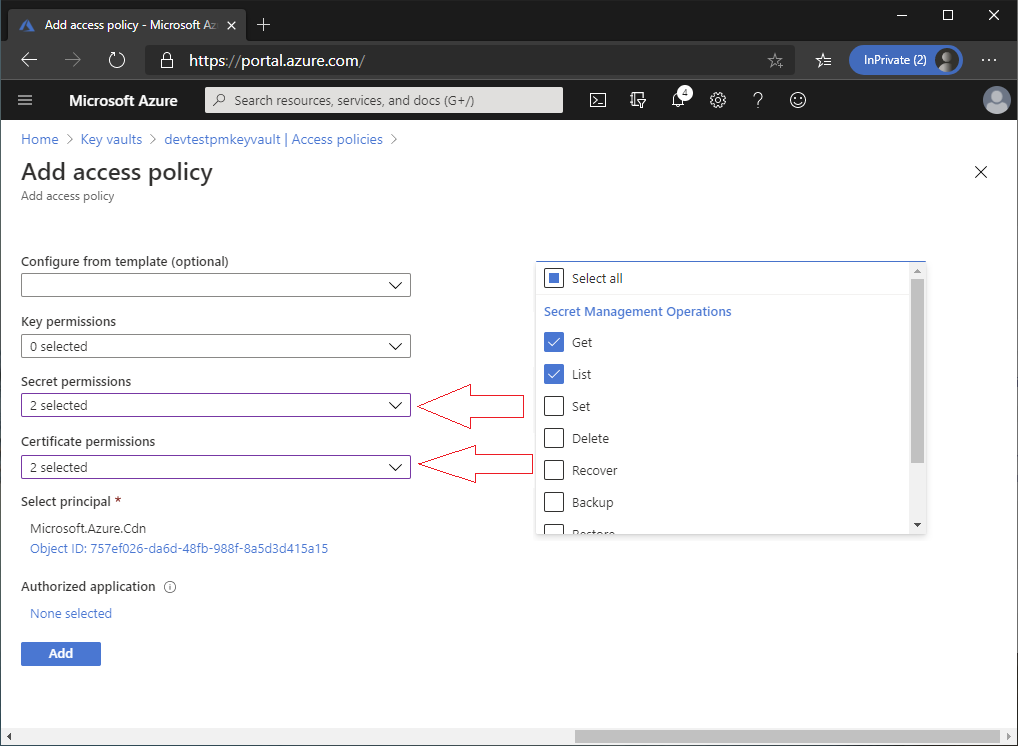 Add access policy - Microsoft Az
https://portal.azure.com/
InPrivate (2)
Microsoft Azure
Search resources, services, and docs (G+/)
4
Home > Key vaults > devtestpmkeyvault | Access policies >
Add access policy
Add access policy
Configure from template (optional)
Key permissions
0 selected
Secret permissions
2 selected
Certificate permissions
2 selected
Select principal *
Microsoft.Azure.Cdn
Object ID: 757ef026-da6d-48fb-988f-8a5d3d415a15
Authorized application
None selected
Add
Select all
Secret Management Operations
Get
List
Set
Delete
Recover
Backup
Restore